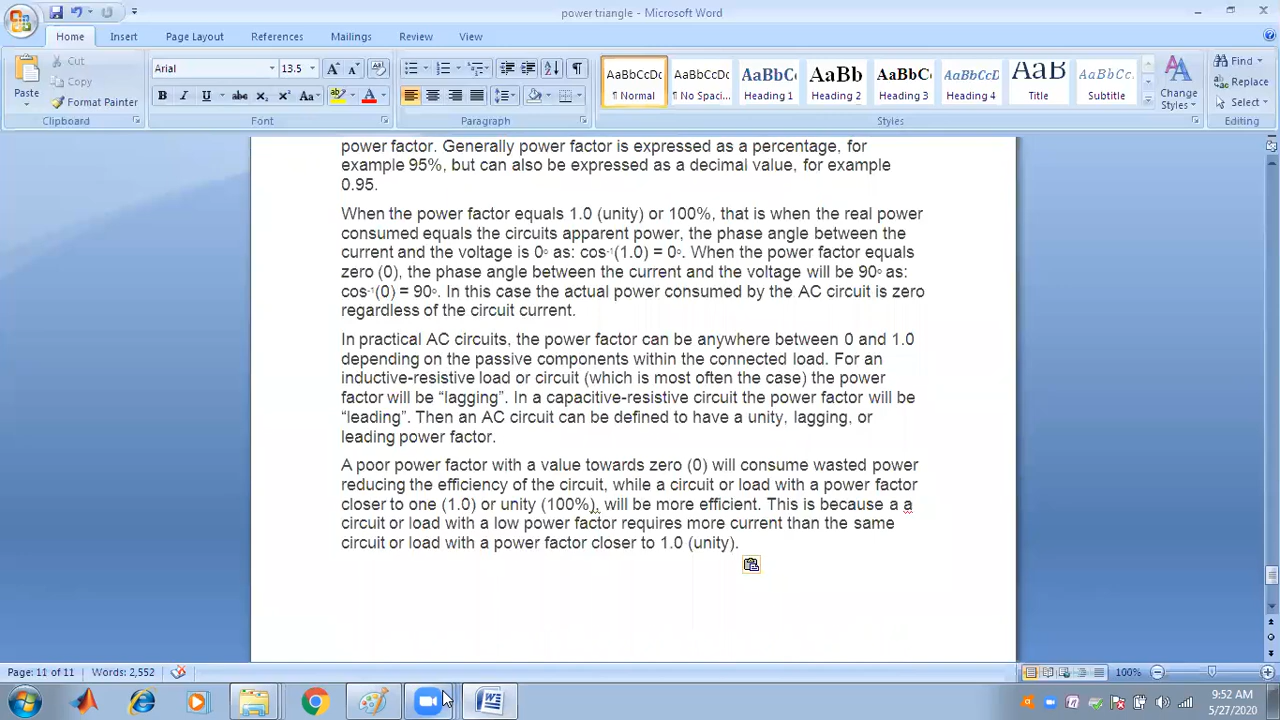 power triangle - Microsoft Word
Home Insert Page Layout References Mailings Review View
Paste
Cut
Copy
Format Painter
Clipboard
Arial 13.5
Font
Paragraph
AaBbCcDc AaBbCcDc AaBbC AaBb AaBbC AaBbCcD AaB AaBbCc.
¶ Normal ¶ No Spaci... Heading 1 Heading 2 Heading 3 Heading 4 Title Subtitle
Change Styles
Styles
Find
Replace
Select
Editing
power factor. Generally power factor is expressed as a percentage, for
example 95%, but can also be expressed as a decimal value, for example
0.95.
When the power factor equals 1.0 (unity) or 100%, that is when the real power
consumed equals the circuits apparent power, the phase angle between the
current and the voltage is 0o as: cos-1(1.0) = 0o. When the power factor equals
zero (0), the phase angle between the current and the voltage will be 90o as:
cos-1(0) = 90o. In this case the actual power consumed by the AC circuit is zero
regardless of the circuit current.
In practical AC circuits, the power factor can be anywhere between 0 and 1.0
depending on the passive components within the connected load. For an
inductive-resistive load or circuit (which is most often the case) the power
factor will be “lagging”. In a capacitive-resistive circuit the power factor will be
“leading”. Then an AC circuit can be defined to have a unity, lagging, or
leading power factor.
A poor power factor with a value towards zero (0) will consume wasted power
reducing the efficiency of the circuit, while a circuit or load with a power factor
closer to one (1.0) or unity (100%), will be more efficient. This is because a a
circuit or load with a low power factor requires more current than the same
circuit or load with a power factor closer to 1.0 (unity).
Page: 11 of 11 Words: 2,552 100%
9:52 AM
5/27/2020